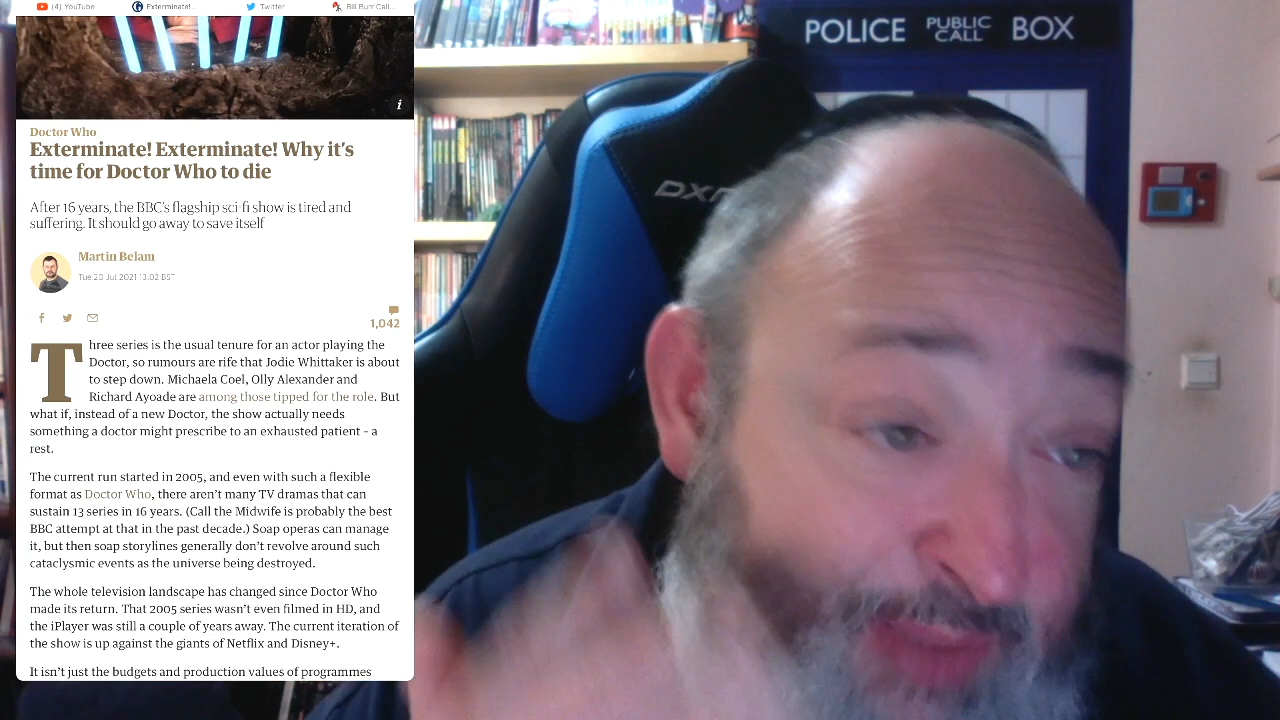 (4) YouTube
Exterminate!...
Twitter
Bill Burr Call...
i
Doctor Who
Exterminate! Exterminate! Why it's
time for Doctor Who to die
After 16 years, the BBC's flagship sci-fi show is tired and
suffering. It should go away to save itself
Martin Belam
Tue 20 Jul 2021 13.02 BST
1,042
Three series is the usual tenure for an actor playing the
Doctor, so rumours are rife that Jodie Whittaker is about
to step down. Michaela Coel, Olly Alexander and
Richard Ayoade are among those tipped for the role. But
what if, instead of a new Doctor, the show actually needs
something a doctor might prescribe to an exhausted patient – a
rest.
The current run started in 2005, and even with such a flexible
format as Doctor Who, there aren't many TV dramas that can
sustain 13 series in 16 years. (Call the Midwife is probably the best
BBC attempt at that in the past decade.) Soap operas can manage
it, but then soap storylines generally don't revolve around such
cataclysmic events as the universe being destroyed.
The whole television landscape has changed since Doctor Who
made its return. That 2005 series wasn't even filmed in HD, and
the iPlayer was still a couple of years away. The current iteration of
the show is up against the giants of Netflix and Disney+.
It isn't just the budgets and production values of programmes
POLICE PUBLIC CALL BOX